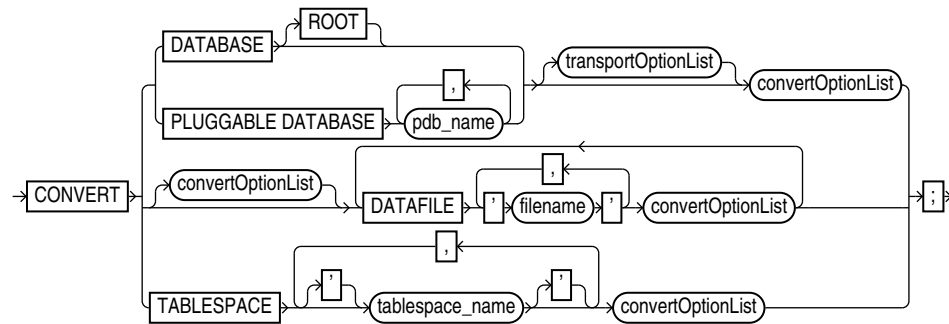 ROOT
DATABASE
transportOptionList
,
convertOptionList
PLUGGABLE DATABASE
pdb_name
convertOptionList
,
CONVERT
DATAFILE
'
filename
'
convertOptionList
;
,
'
'
TABLESPACE
tablespace_name
convertOptionList